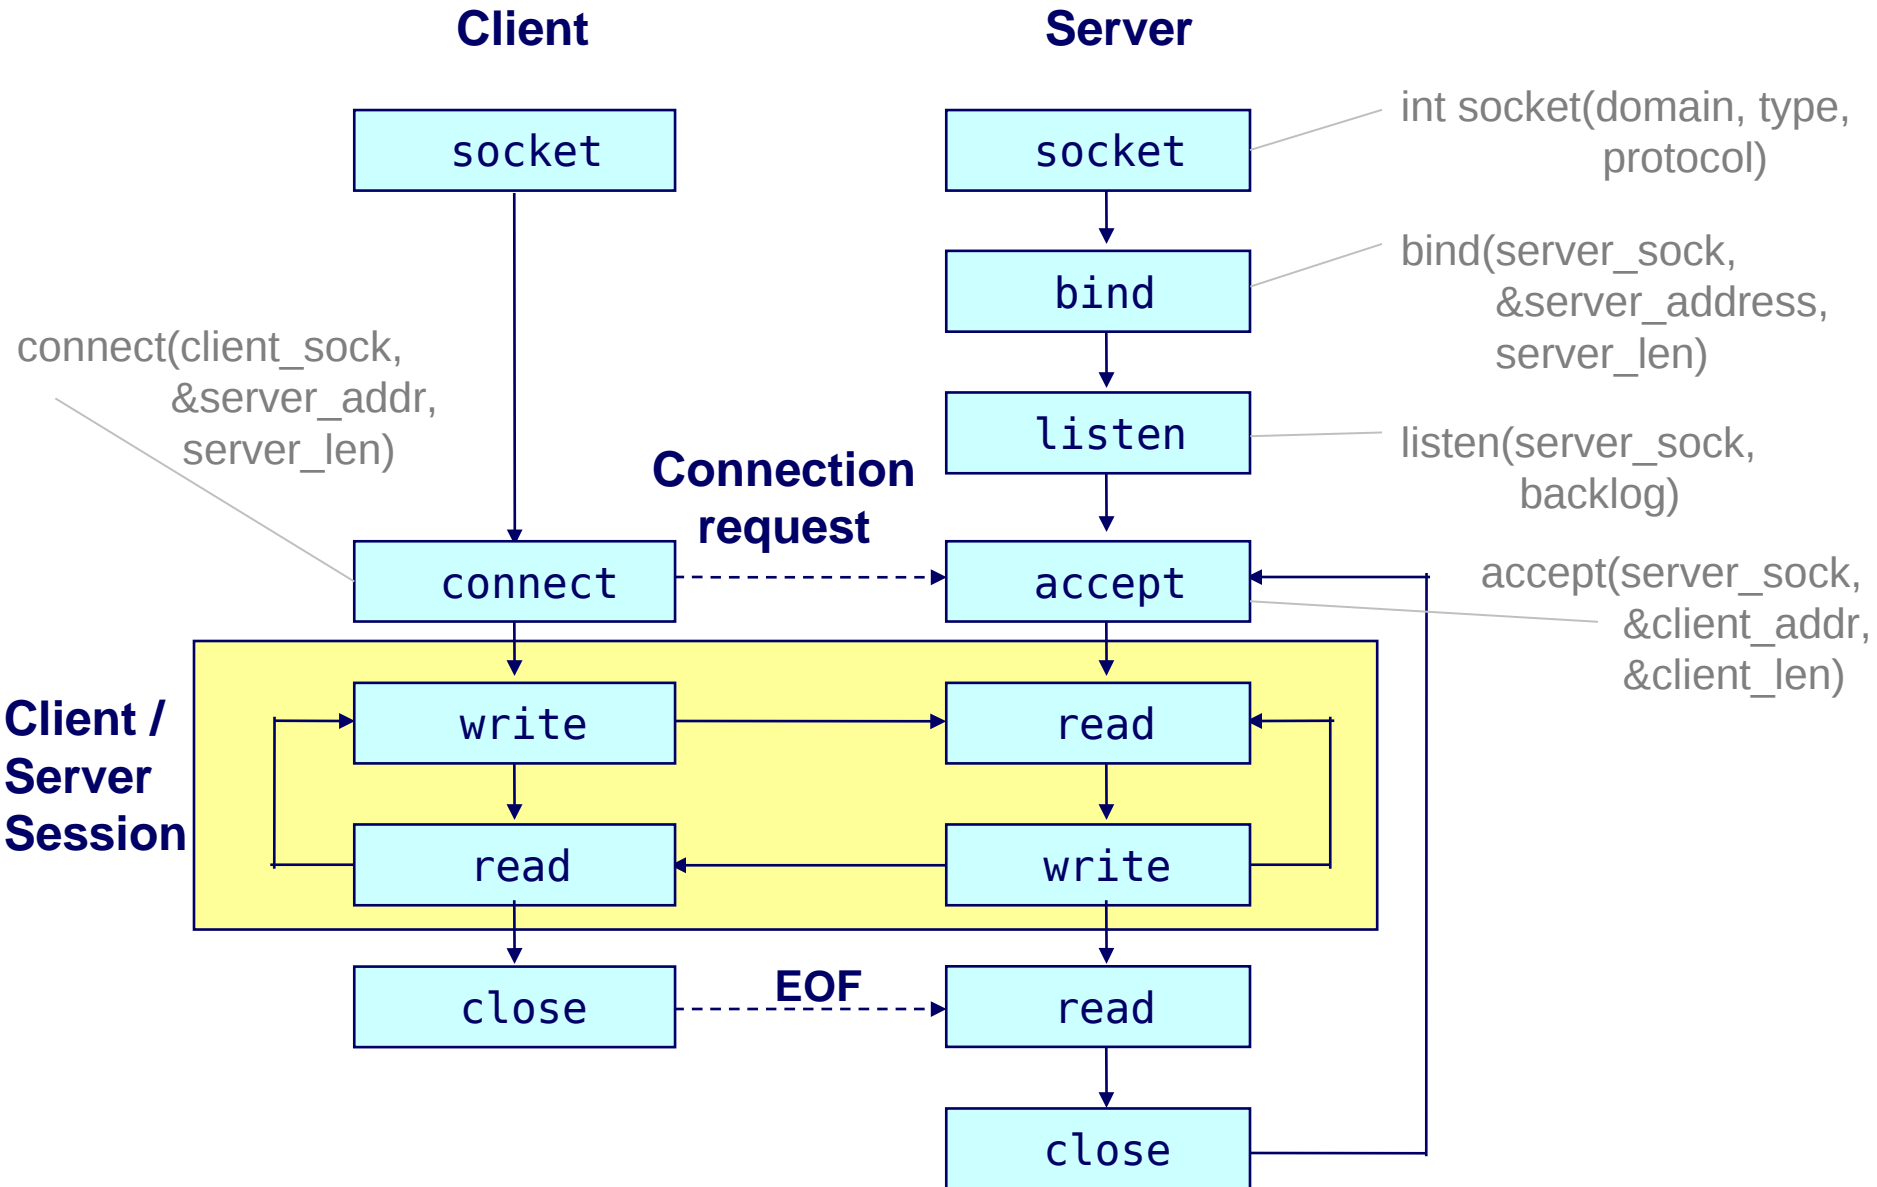 Client
Server
socket
socket
int socket(domain, type,
protocol)
bind
bind(server_sock,
&server_address,
server_len)
connect(client_sock,
&server_addr,
server_len)
listen
listen(server_sock,
backlog)
Connection
request
connect
accept
accept(server_sock,
&client_addr,
&client_len)
Client /
Server
Session
write
read
read
write
close
EOF
read
close